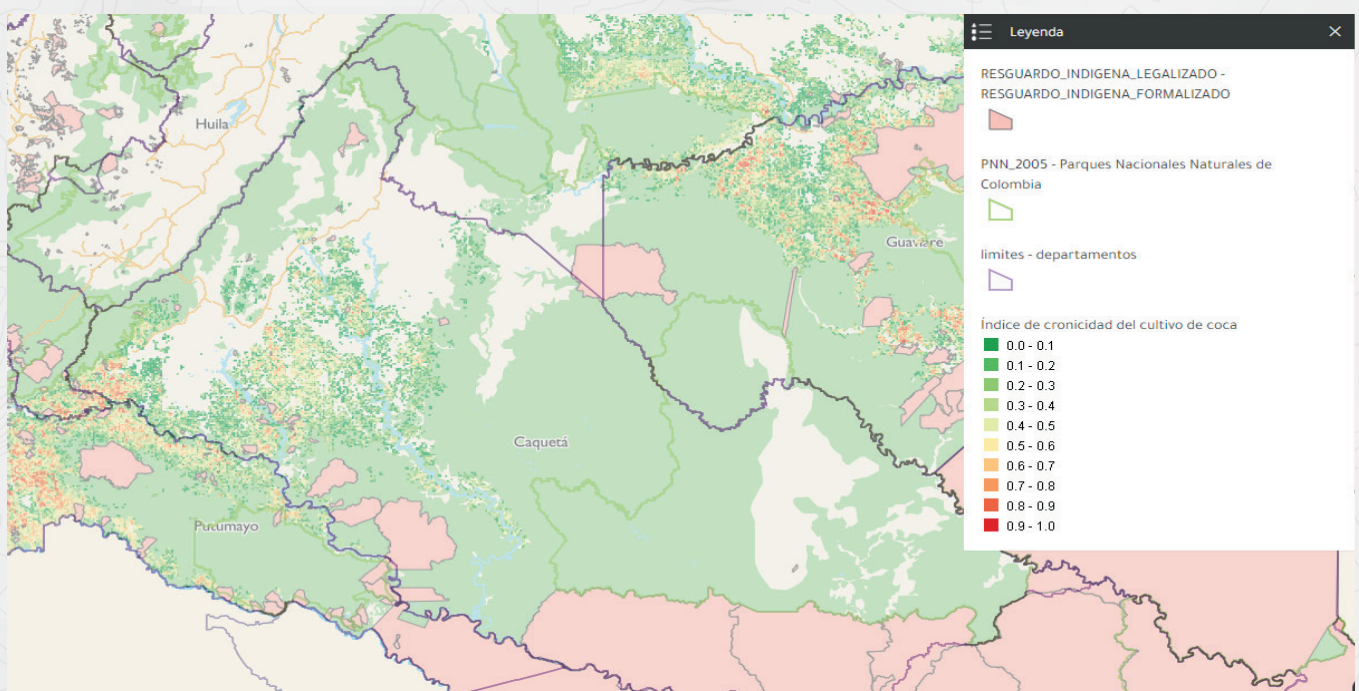 Leyenda
RESGUARDO_INDIGENA_LEGALIZADO -
RESGUARDO_INDIGENA_FORMALIZADO
PNN_2005 - Parques Nacionales Naturales de
Colombia
limites - departamentos
Índice de cronicidad del cultivo de coca
0.0 - 0.1
0.1 - 0.2
0.2 - 0.3
0.3 - 0.4
0.4 - 0.5
0.5 - 0.6
0.6 - 0.7
0.7 - 0.8
0.8 - 0.9
0.9 - 1.0
Huila
Guaviare
Caquetá
Putumayo